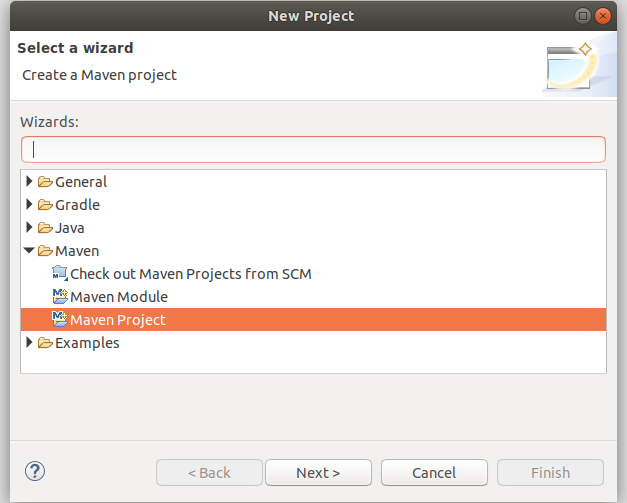 New Project
Select a wizard
Create a Maven project
Wizards:
General
Gradle
Java
Maven
Check out Maven Projects from SCM
Maven Module
Maven Project
Examples
?
< Back
Next >
Cancel
Finish